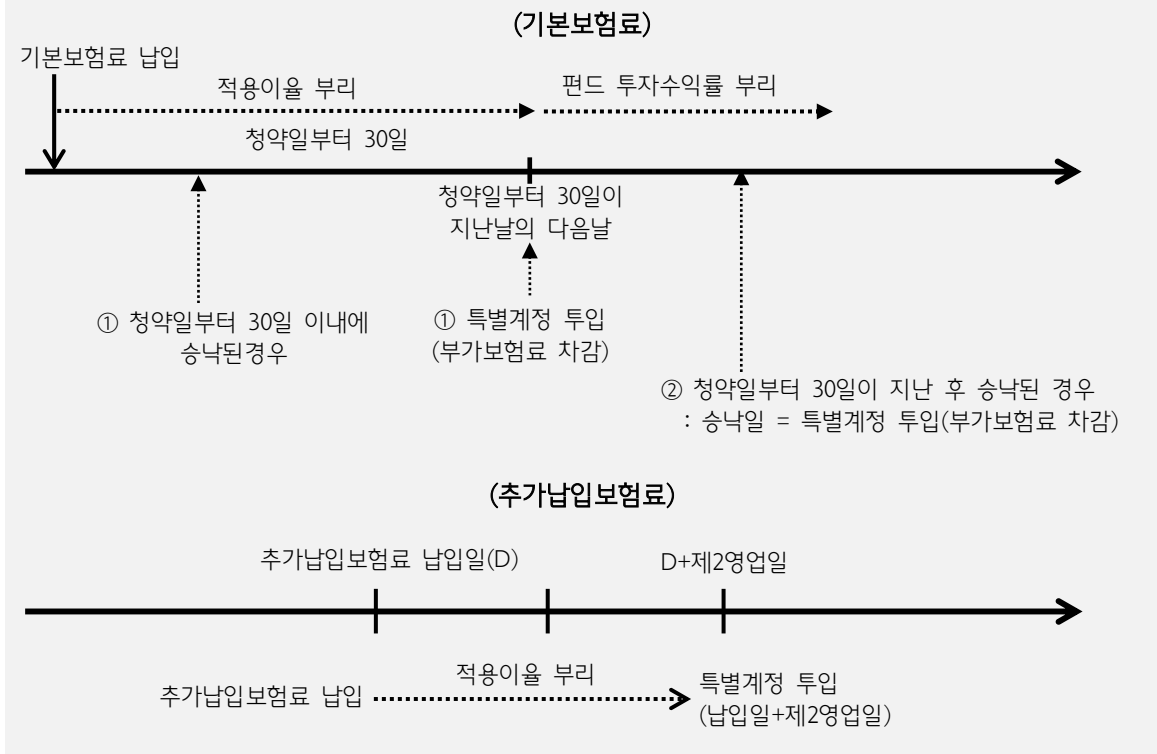 (기본보험료)
기본보험료 납입
적용이율 부리
펀드 투자수익률 부리
청약일부터 30일
청약일부터 30일이
지난날의 다음날
① 청약일부터 30일 이내에
승낙된경우
① 특별계정 투입
(부가보험료 차감)
② 청약일부터 30일이 지난 후 승낙된 경우
: 승낙일 = 특별계정 투입(부가보험료 차감)
(추가납입보험료)
추가납입보험료 납입일(D)
D+제2영업일
추가납입보험료 납입
적용이율 부리
특별계정 투입
(납입일+제2영업일)